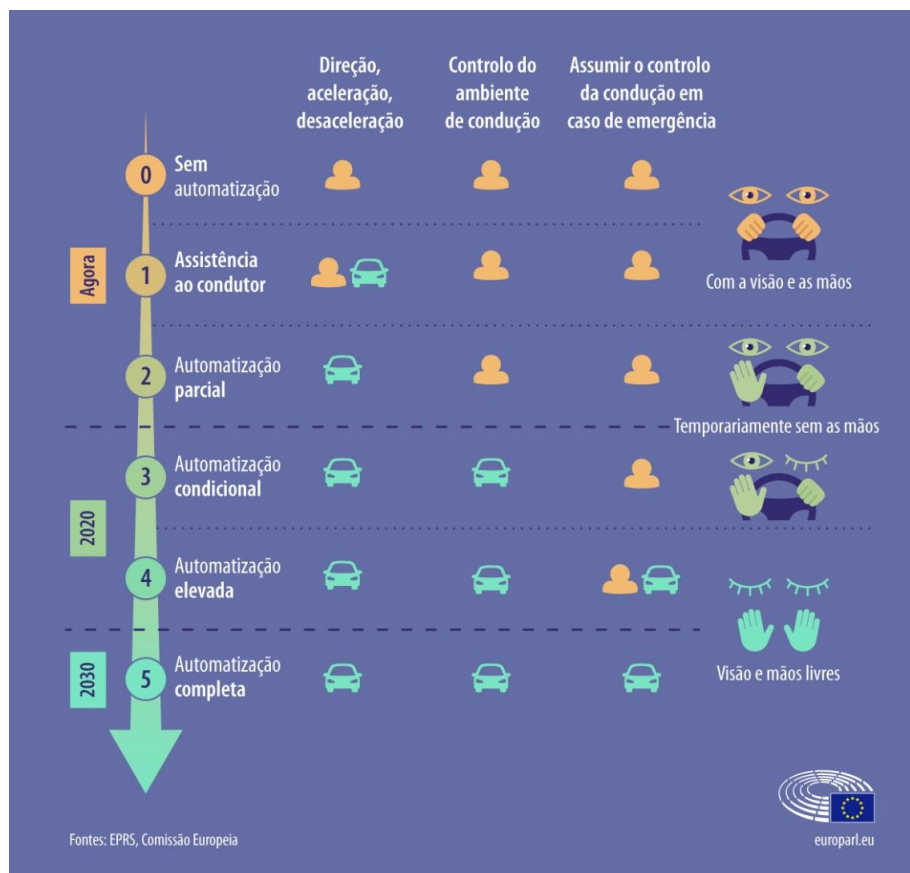 Direção,
aceleração,
desaceleração
Controlo do
ambiente
de condução
Assumir o controlo
da condução em
caso de emergência
Agora
0
Sem
automatização
1
Assistência
ao condutor
Com a visão e as mãos
2
Automatização
parcial
Temporariamente sem as mãos
2020
3
Automatização
condicional
4
Automatização
elevada
2030
5
Automatização
completa
Visão e mãos livres
Fontes: EPRS, Comissão Europeia
europarl.eu